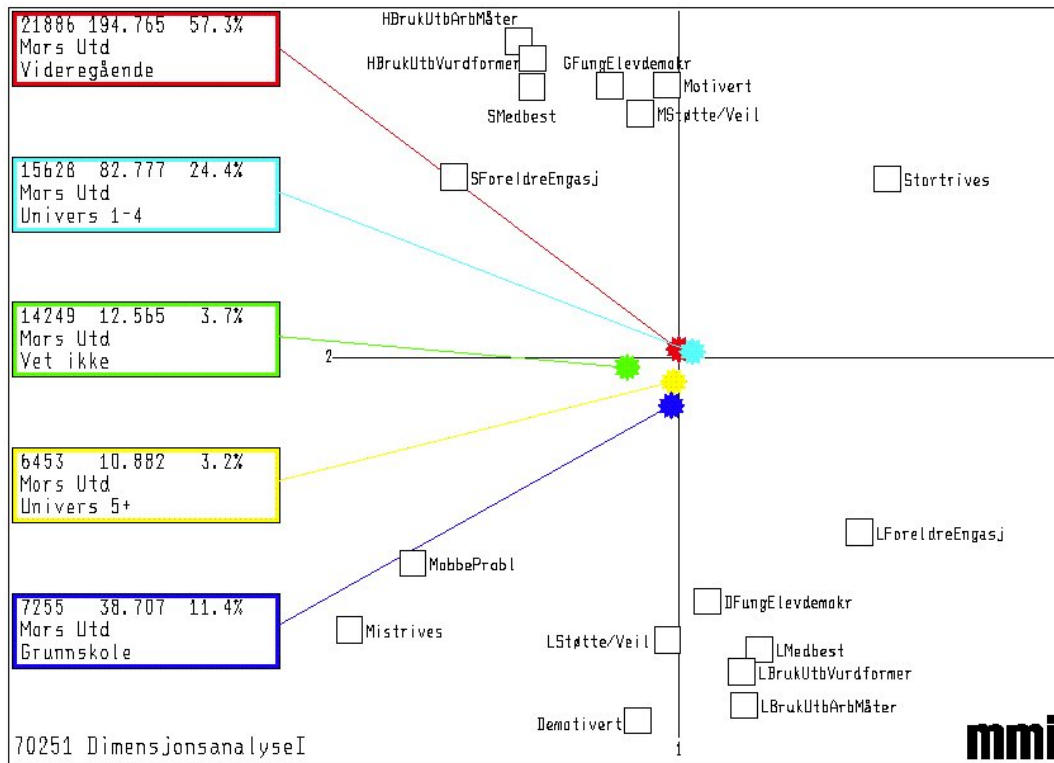 21886 194.765 57.3%
Mors Utd
Videregående
15628 82.777 24.4%
Mors Utd
Univers 1-4
14249 12.565 3.7%
Mors Utd
Vet ikke
6453 10.882 3.2%
Mors Utd
Univers 5+
7255 38.707 11.4%
Mors Utd
Grunnskole
HBrukUtbArbMåter
HBrukUtbVurdformer
GFungElevdemokr
Motivert
SMedbest
MStøtte/Veil
SForeldreEngasj
Stortrives
2
LForeldreEngasj
MobbeProbl
DFungElevdemokr
Mistrives
LStøtte/Veil
LMedbest
LBrukUtbVurdformer
LBrukUtbArbMåter
Demotivert
1
70251 DimensjonsanalyseI
mmi